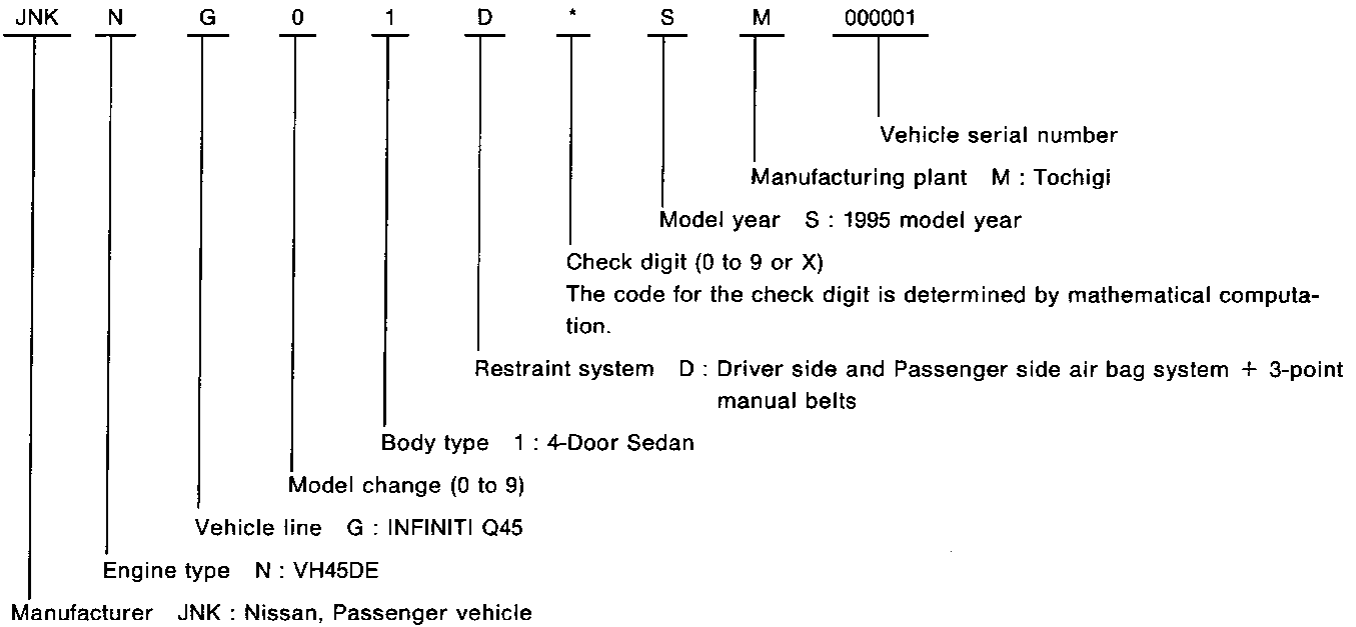 JNK N G 0 1 D * S M 000001
Vehicle serial number
Manufacturing plant M : Tochigi
Model year S : 1995 model year
Check digit (0 to 9 or X)
The code for the check digit is determined by mathematical computa-
tion.
Restraint system D : Driver side and Passenger side air bag system + 3-point
manual belts
Body type 1 : 4-Door Sedan
Model change (0 to 9)
Vehicle line G : INFINITI Q45
Engine type N : VH45DE
Manufacturer JNK : Nissan, Passenger vehicle